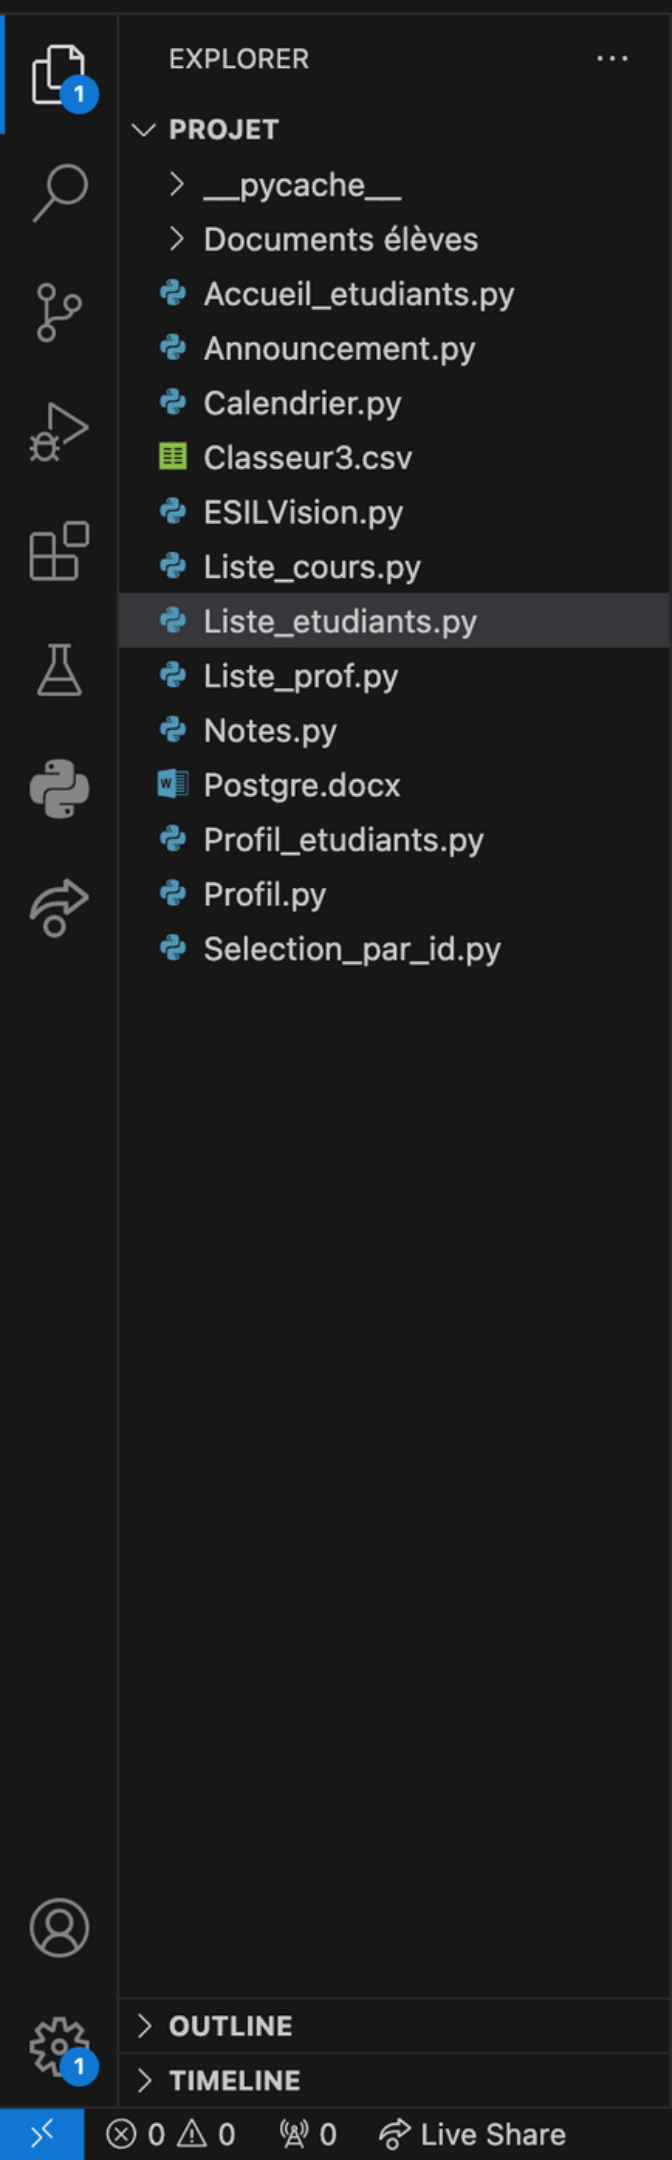 EXPLORER
1
PROJET
__pycache__
Documents élèves
Accueil_etudiants.py
Announcement.py
Calendrier.py
Classeur3.csv
ESILVision.py
Liste_cours.py
Liste_etudiants.py
Liste_prof.py
Notes.py
W Postgre.docx
Profil_etudiants.py
Profil.py
Selection_par_id.py
OUTLINE
1
TIMELINE
0 0 0 Live Share